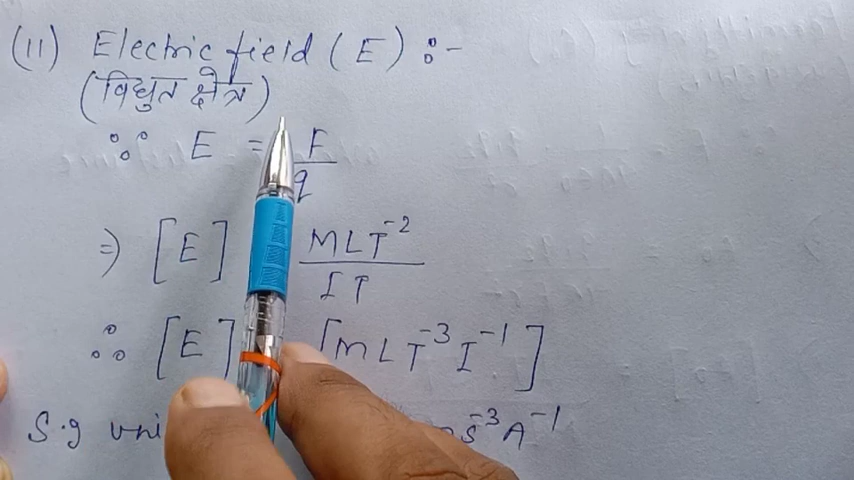 (11) Electric field (E) :-
(विद्युत क्षेत्र)
∵ E = F/q
⇒ [E] MLT⁻²/IT
∴ [E] [MLT⁻³I⁻¹]
S.g uni s⁻³A⁻¹